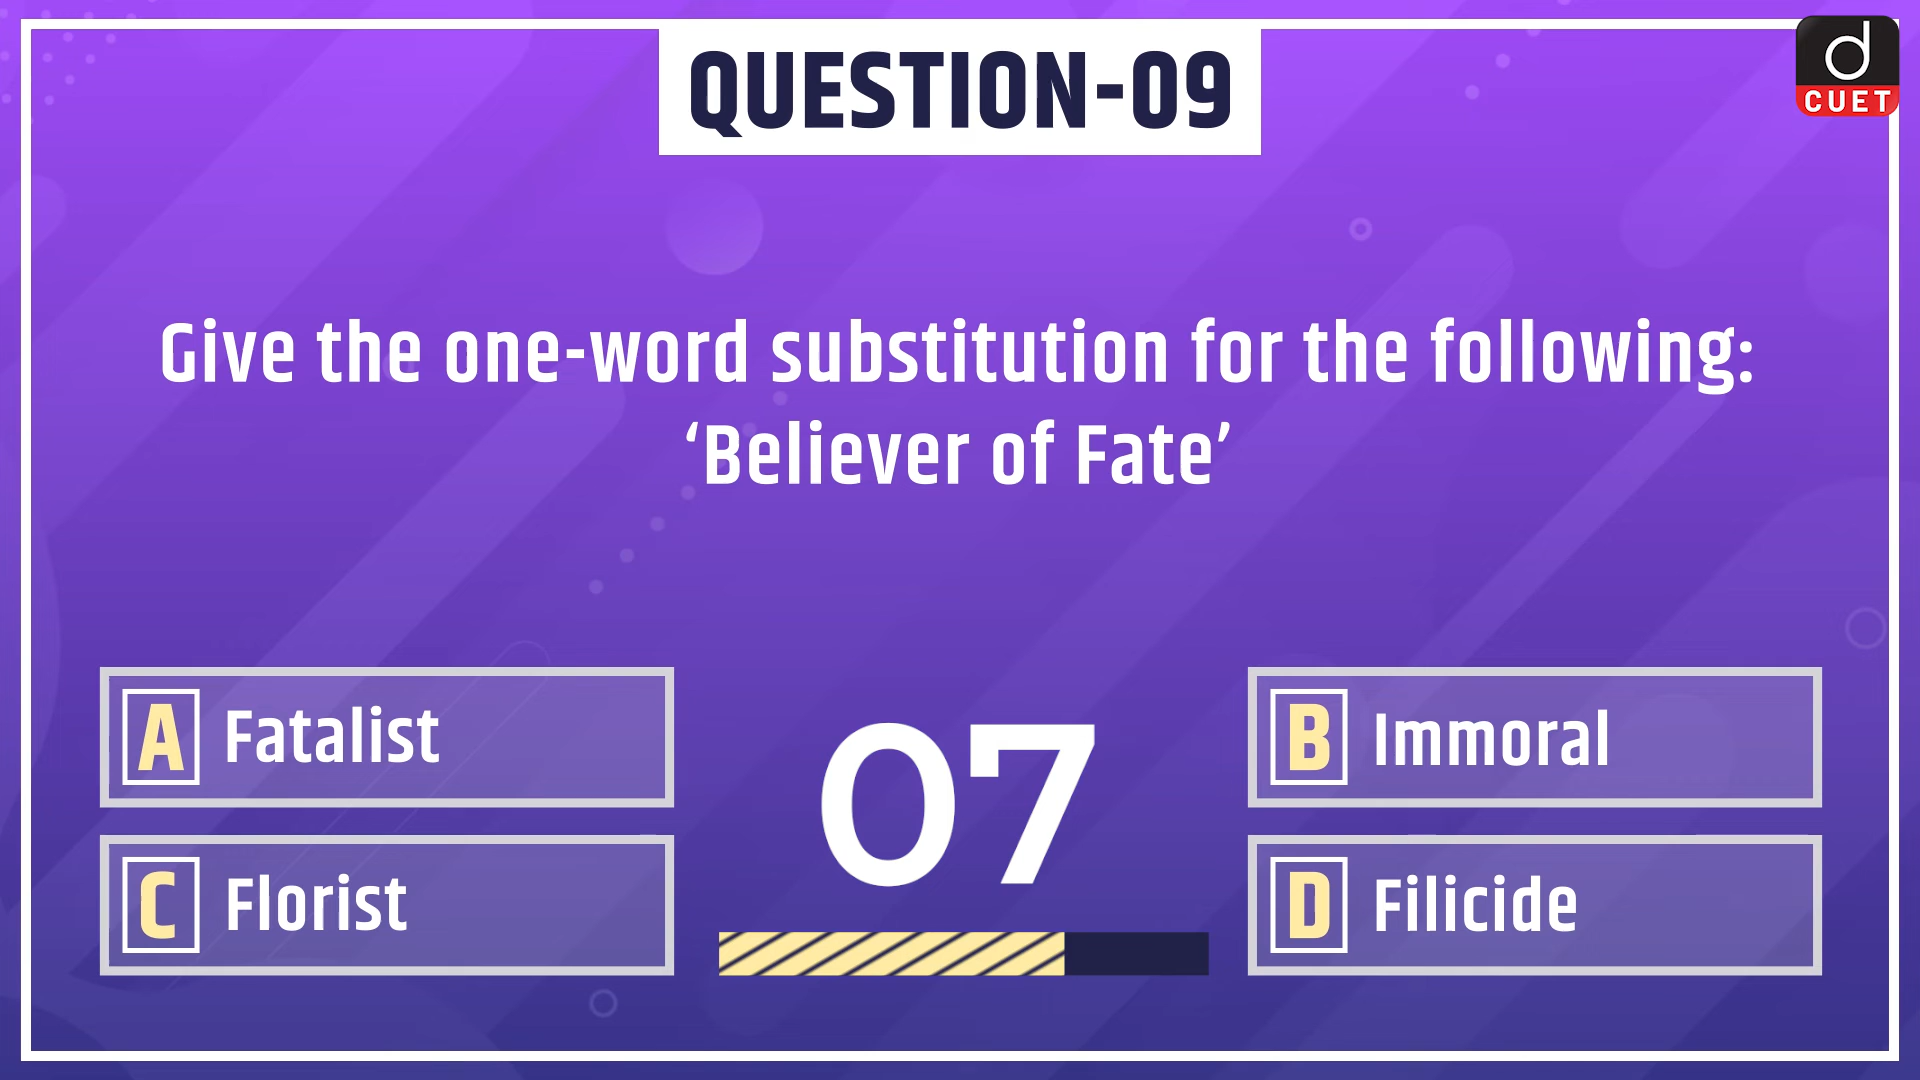 QUESTION-09
d
CUET
Give the one-word substitution for the following:
‘Believer of Fate’
A Fatalist
B Immoral
07
C Florist
D Filicide